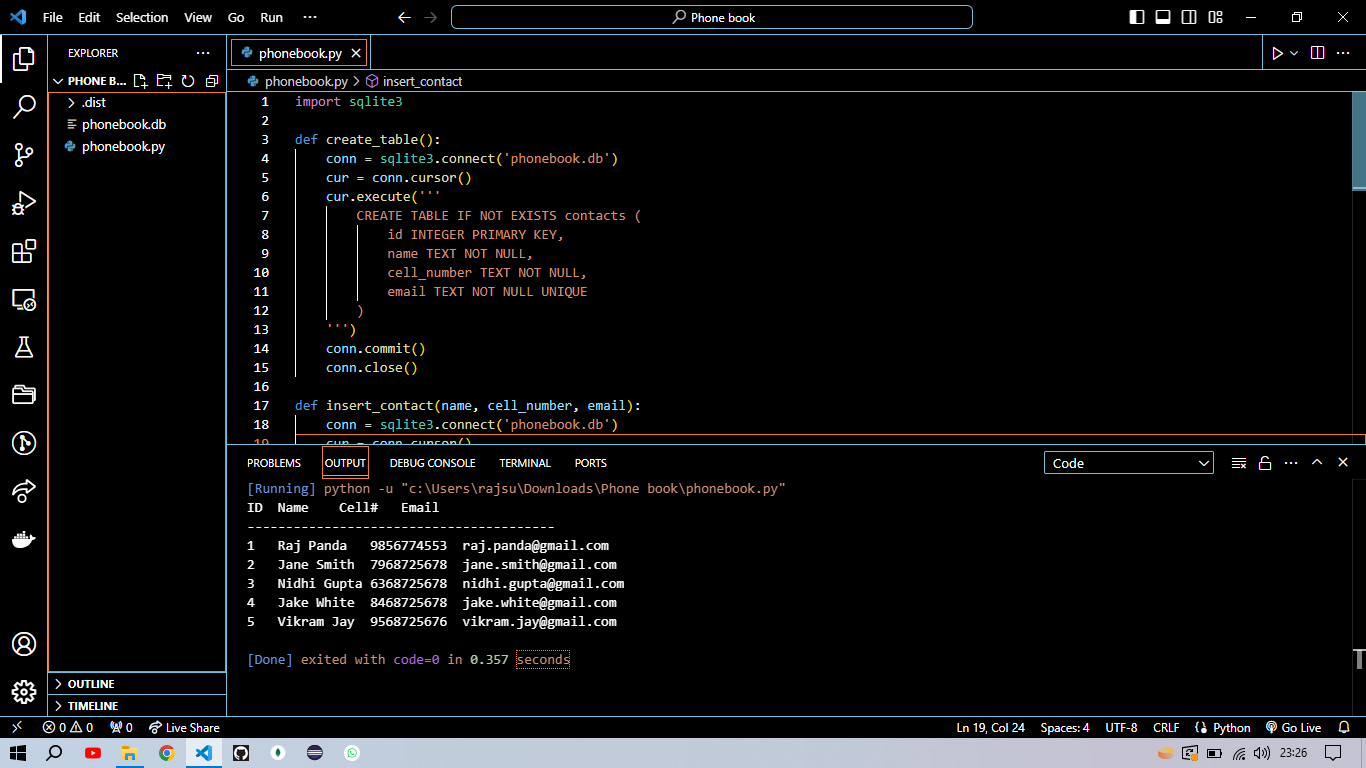 File Edit Selection View Go Run ··· Phone book
EXPLORER ···
PHONE B...
.dist
phonebook.db
phonebook.py
OUTLINE
TIMELINE
phonebook.py
phonebook.py > insert_contact
1 import sqlite3
2
3 def create_table():
4 conn = sqlite3.connect('phonebook.db')
5 cur = conn.cursor()
6 cur.execute('''
7 CREATE TABLE IF NOT EXISTS contacts (
8 id INTEGER PRIMARY KEY,
9 name TEXT NOT NULL,
10 cell_number TEXT NOT NULL,
11 email TEXT NOT NULL UNIQUE
12 )
13 ''')
14 conn.commit()
15 conn.close()
16
17 def insert_contact(name, cell_number, email):
18 conn = sqlite3.connect('phonebook.db')
19 cur = conn.cursor()
PROBLEMS OUTPUT DEBUG CONSOLE TERMINAL PORTS Code
[Running] python -u "c:\Users\rajsu\Downloads\Phone book\phonebook.py"
ID Name Cell# Email
----------------------------------------
1 Raj Panda 9856774553 raj.panda@gmail.com
2 Jane Smith 7968725678 jane.smith@gmail.com
3 Nidhi Gupta 6368725678 nidhi.gupta@gmail.com
4 Jake White 8468725678 jake.white@gmail.com
5 Vikram Jay 9568725676 vikram.jay@gmail.com
[Done] exited with code=0 in 0.357 seconds
0 0 0 Live Share Ln 19, Col 24 Spaces: 4 UTF-8 CRLF Python Go Live
23:26